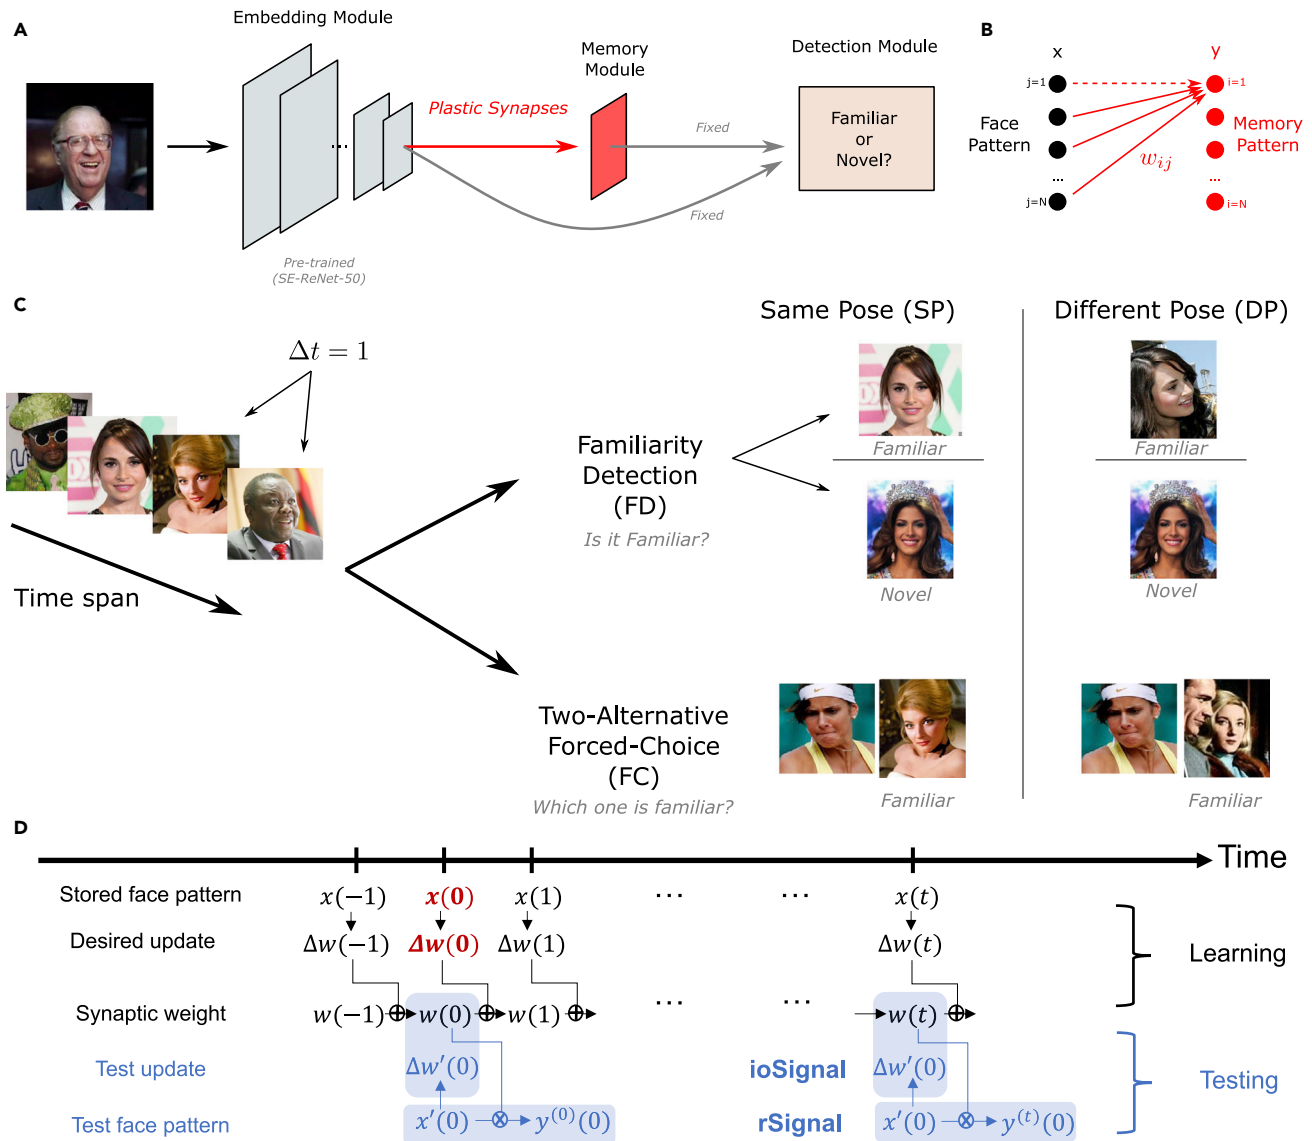 A
Embedding Module
Memory
Module
Detection Module
Plastic Synapses
...
Fixed
Familiar
or
Novel?
Fixed
Pre-trained
(SE-ReNet-50)
B
x
y
j=1
i=1
Face
Pattern
Memory
Pattern
w_{ij}
...
...
j=N
i=N
C
Same Pose (SP)
Different Pose (DP)
Δt = 1
Familiarity
Detection
(FD)
Is it Familiar?
Familiar
Familiar
Novel
Novel
Time span
Two-Alternative
Forced-Choice
(FC)
Which one is familiar?
Familiar
Familiar
D
Time
Stored face pattern x(−1) x(0) x(1) ... ... x(t)
Desired update Δw(−1) Δw(0) Δw(1) Δw(t)
Learning
Synaptic weight w(−1) ⊕ w(0) ⊕ w(1) ⊕ ... ... w(t) ⊕
Test update Δw′(0) ioSignal Δw′(0)
Testing
Test face pattern x′(0) ⊗ y^{(0)}(0) rSignal x′(0) ⊗ y^{(t)}(0)